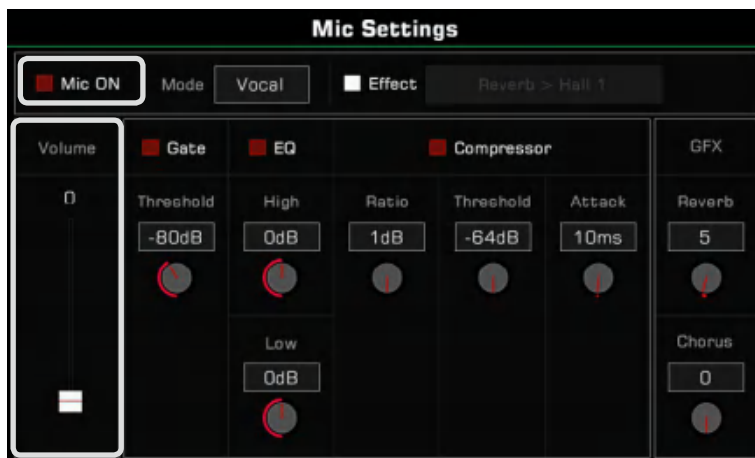 Mic Settings
Mic ON Mode Vocal Effect Reverb > Hall 1
Volume Gate EQ Compressor GFX
0 Threshold High Ratio Threshold Attack Reverb
-80dB 0dB 1dB -64dB 10ms 5
Low Chorus
0dB 0